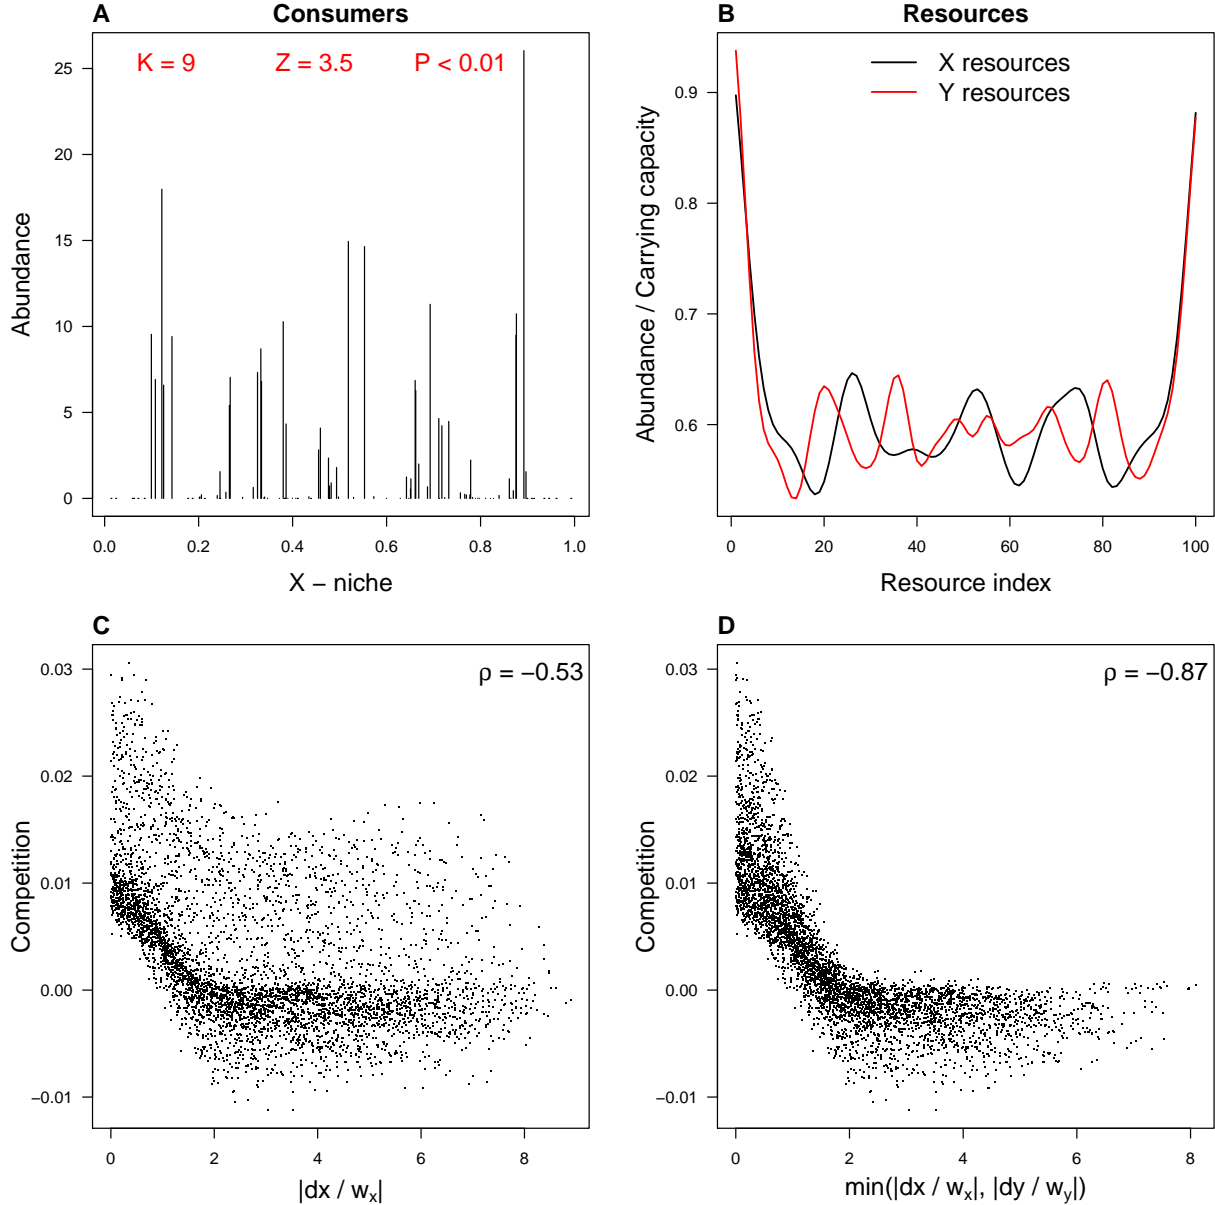 A
Consumers
K = 9 Z = 3.5 P < 0.01
25
20
15
10
5
0
Abundance
0.0 0.2 0.4 0.6 0.8 1.0
X − niche
B
Resources
X resources
Y resources
0.9
0.8
0.7
0.6
Abundance / Carrying capacity
0 20 40 60 80 100
Resource index
C
ρ = −0.53
0.03
0.02
0.01
0.00
−0.01
Competition
0 2 4 6 8
|dx / wx|
D
ρ = −0.87
0.03
0.02
0.01
0.00
−0.01
Competition
0 2 4 6 8
min(|dx / wx|, |dy / wy|)